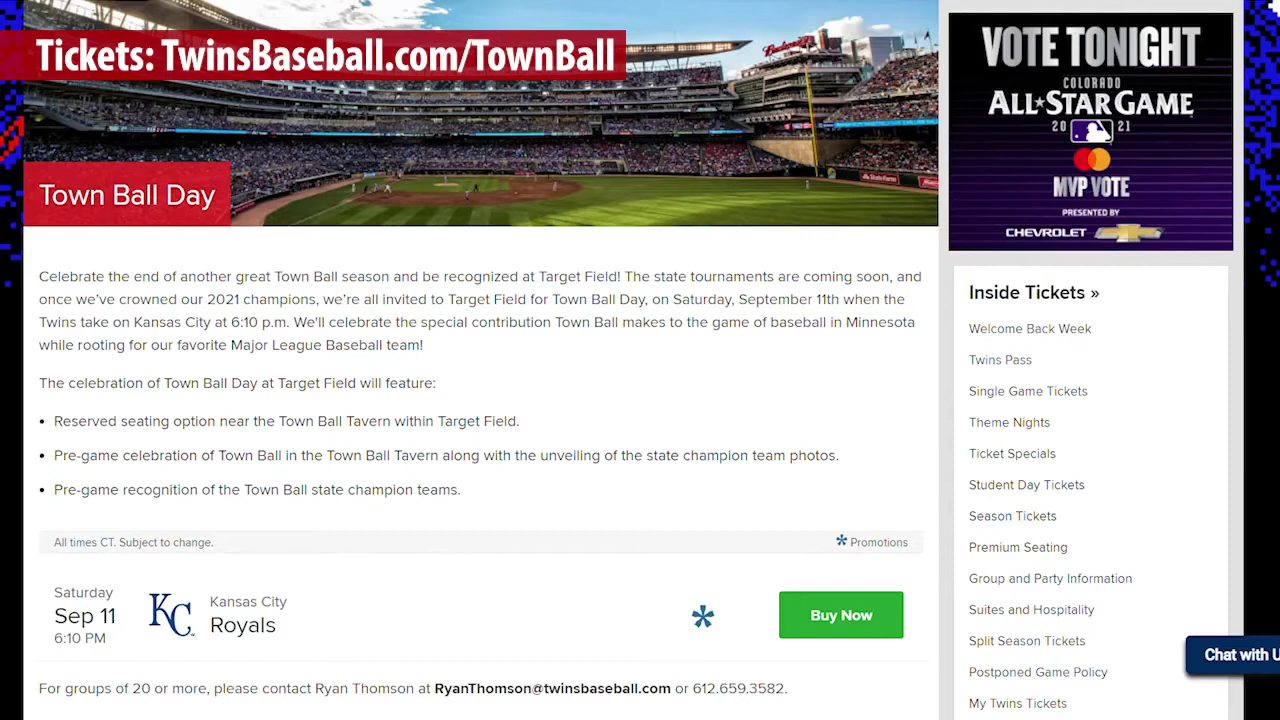 Tickets: TwinsBaseball.com/TownBall
Town Ball Day
Celebrate the end of another great Town Ball season and be recognized at Target Field! The state tournaments are coming soon, and
once we've crowned our 2021 champions, we're all invited to Target Field for Town Ball Day, on Saturday, September 11th when the
Twins take on Kansas City at 6:10 p.m. We'll celebrate the special contribution Town Ball makes to the game of baseball in Minnesota
while rooting for our favorite Major League Baseball team!
The celebration of Town Ball Day at Target Field will feature:
• Reserved seating option near the Town Ball Tavern within Target Field.
• Pre-game celebration of Town Ball in the Town Ball Tavern along with the unveiling of the state champion team photos.
• Pre-game recognition of the Town Ball state champion teams.
All times CT. Subject to change.
* Promotions
Saturday
Sep 11
6:10 PM
KC
Kansas City
Royals
*
Buy Now
For groups of 20 or more, please contact Ryan Thomson at RyanThomson@twinsbaseball.com or 612.659.3582.
VOTE TONIGHT
COLORADO
ALL★STAR GAME
20 21
MVP VOTE
PRESENTED BY
CHEVROLET
Inside Tickets »
Welcome Back Week
Twins Pass
Single Game Tickets
Theme Nights
Ticket Specials
Student Day Tickets
Season Tickets
Premium Seating
Group and Party Information
Suites and Hospitality
Split Season Tickets
Postponed Game Policy
My Twins Tickets
Chat with U